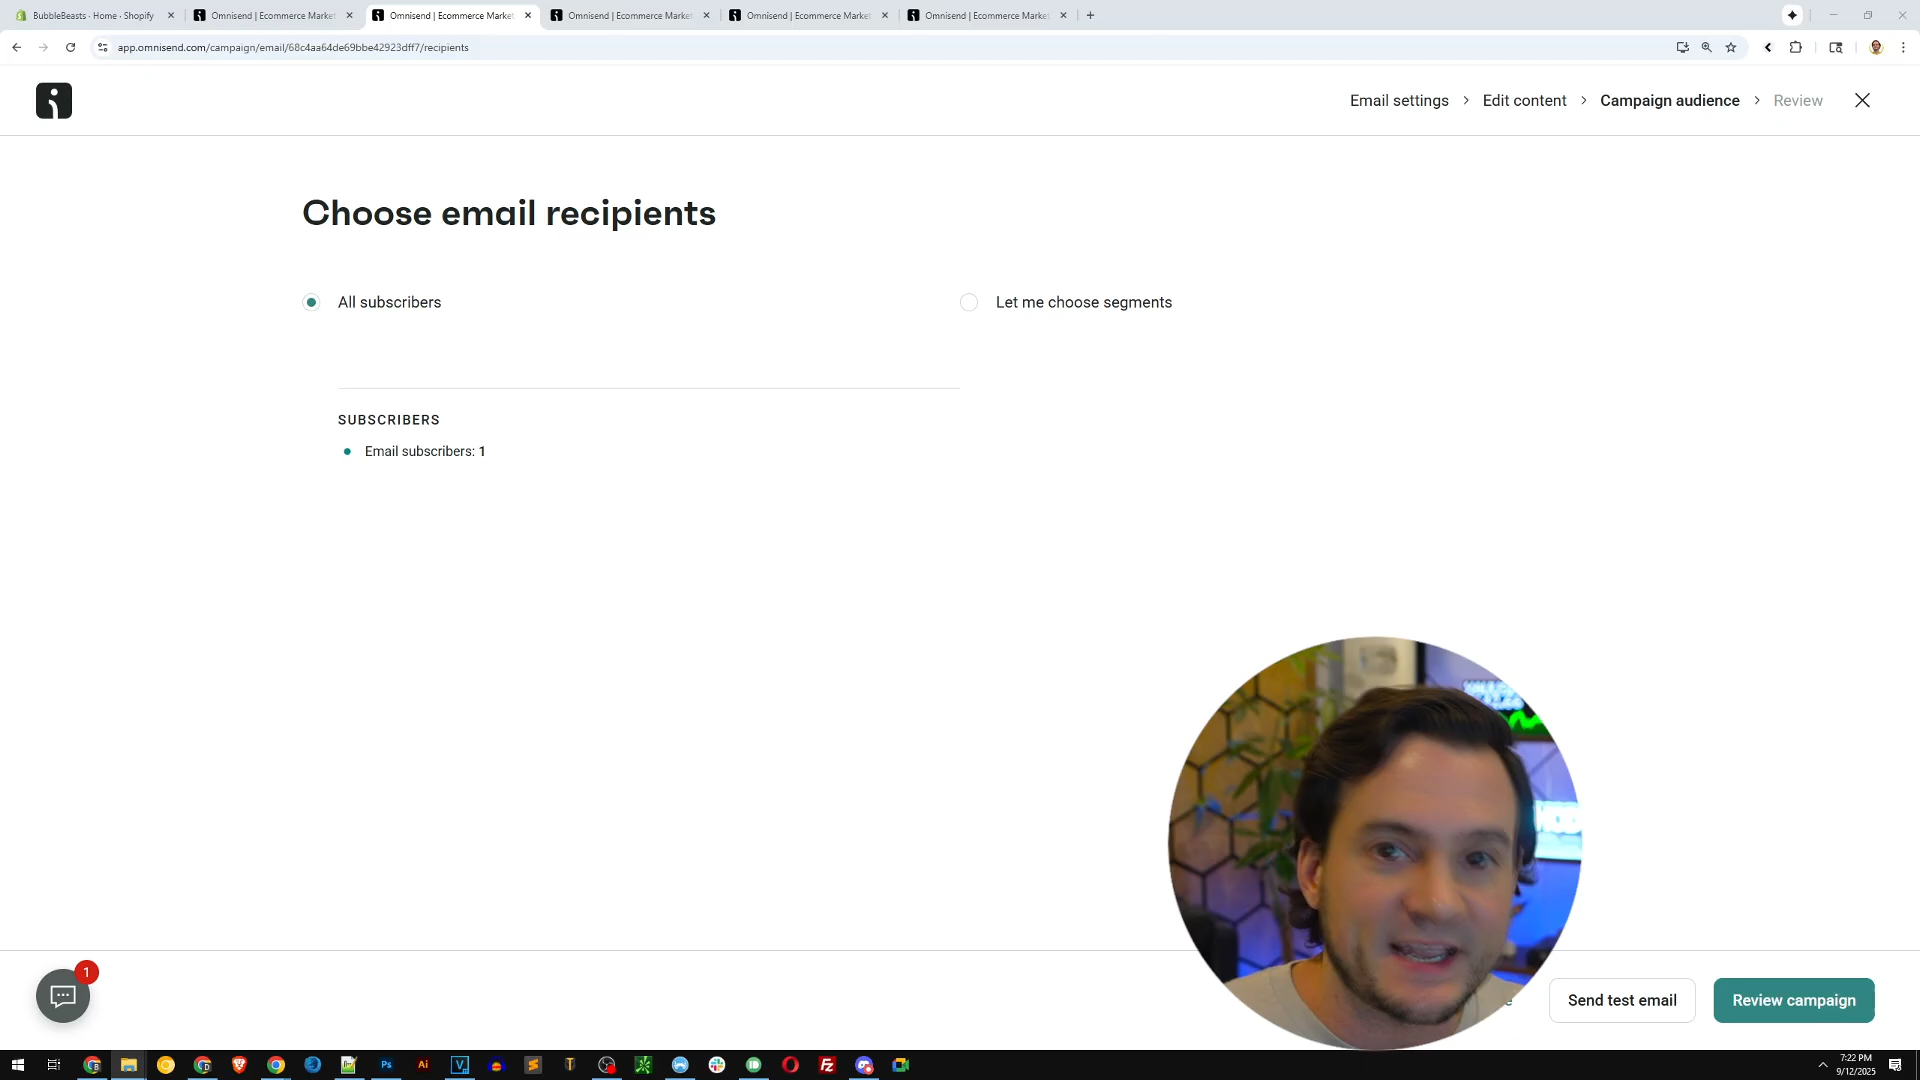 BubbleBeasts · Home · Shopify
Omnisend | Ecommerce Market
Omnisend | Ecommerce Market
Omnisend | Ecommerce Market
Omnisend | Ecommerce Market
Omnisend | Ecommerce Market
app.omnisend.com/campaign/email/68c4aa64de69bbe42923dff7/recipients
Email settings > Edit content > Campaign audience > Review
Choose email recipients
All subscribers
Let me choose segments
SUBSCRIBERS
Email subscribers: 1
1
Send test email
Review campaign
7:22 PM
9/12/2025